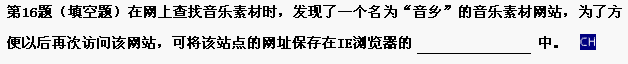 第16题（填空题）在网上查找音乐素材时，发现了一个名为“音乡”的音乐素材网站，为了方
便以后再次访问该网站，可将该站点的网址保存在IE浏览器的 ____________ 中。 CH